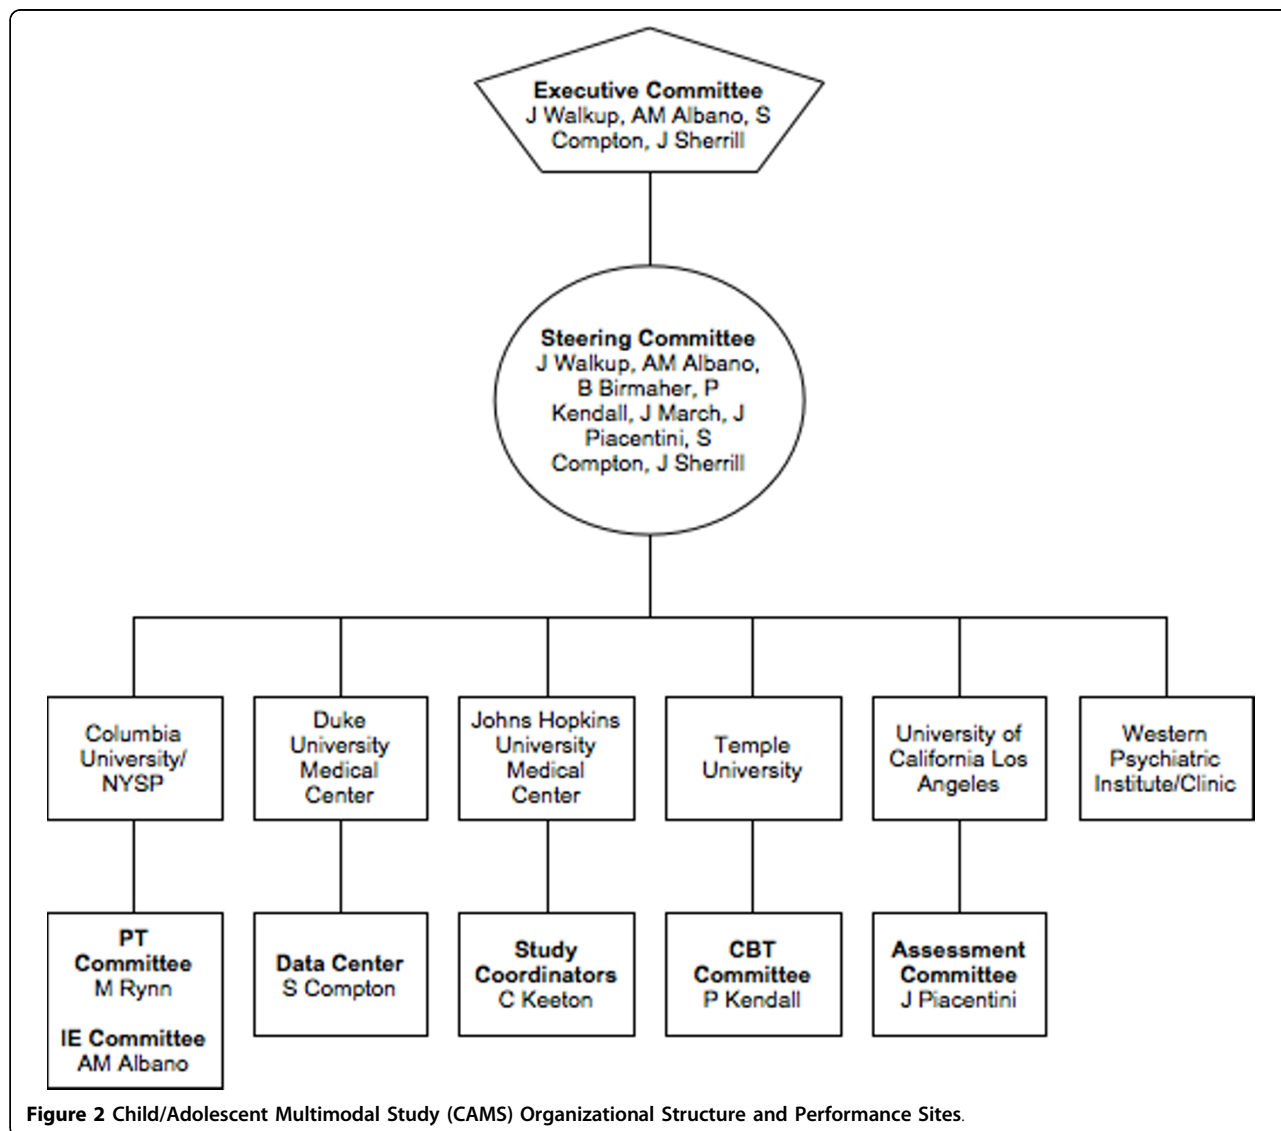 Executive Committee
J Walkup, AM Albano, S
Compton, J Sherrill
Steering Committee
J Walkup, AM Albano,
B Birmaher, P
Kendall, J March, J
Piacentini, S
Compton, J Sherrill
Columbia
University/
NYSP
Duke
University
Medical
Center
Johns Hopkins
University
Medical
Center
Temple
University
University of
California Los
Angeles
Western
Psychiatric
Institute/Clinic
PT
Committee
M Rynn
IE Committee
AM Albano
Data Center
S Compton
Study
Coordinators
C Keeton
CBT
Committee
P Kendall
Assessment
Committee
J Piacentini
Figure 2 Child/Adolescent Multimodal Study (CAMS) Organizational Structure and Performance Sites.